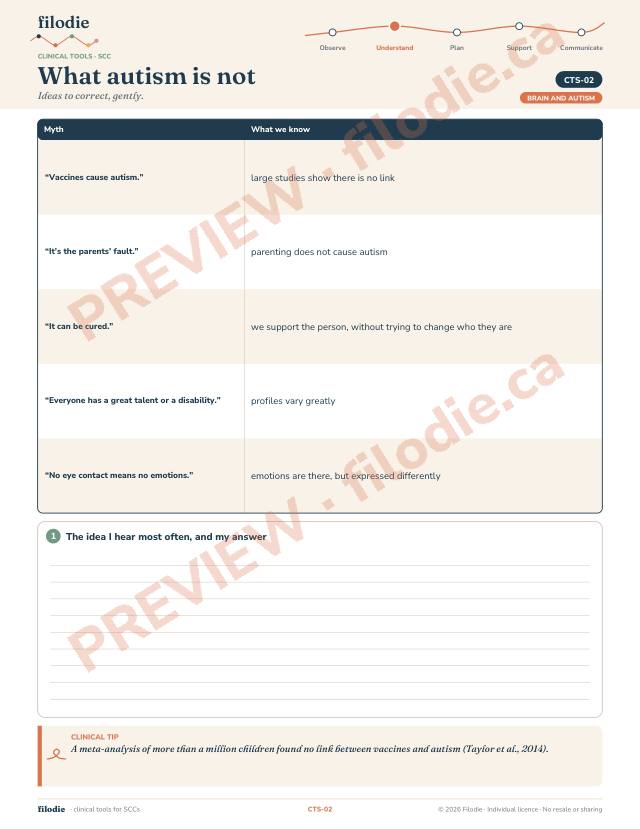 filodie
Observe Understand Plan Support Communicate
CLINICAL TOOLS · SCC
What autism is not
Ideas to correct, gently.
CTS-02
BRAIN AND AUTISM
Myth What we know
“Vaccines cause autism.” large studies show there is no link
“It's the parents' fault.” parenting does not cause autism
“It can be cured.” we support the person, without trying to change who they are
“Everyone has a great talent or a disability.” profiles vary greatly
“No eye contact means no emotions.” emotions are there, but expressed differently
PREVIEW · filodie.ca
PREVIEW · filodie.ca
1 The idea I hear most often, and my answer
CLINICAL TIP
A meta-analysis of more than a million children found no link between vaccines and autism (Taylor et al., 2014).
filodie · clinical tools for SCCs CTS-02 © 2026 Filodie · Individual licence · No resale or sharing